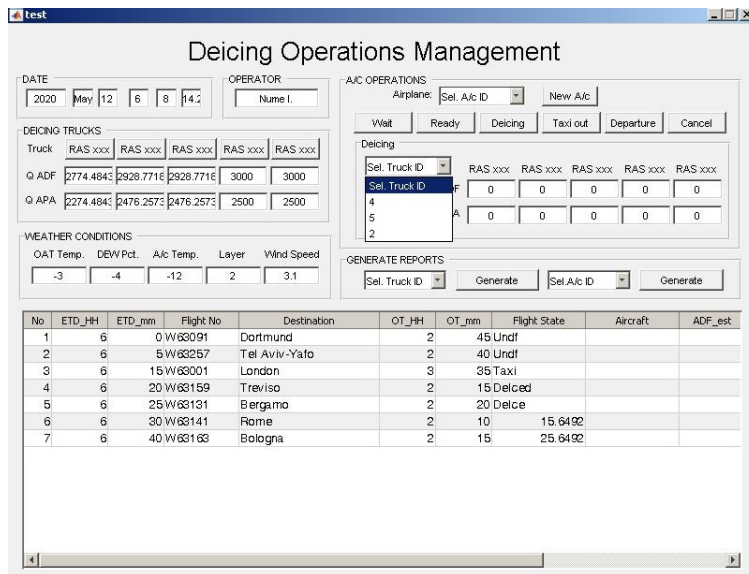 test
Deicing Operations Management
DATE
2020 May 12 6 8 14.2
OPERATOR
Nume I.
DEICING TRUCKS
Truck RAS xxx RAS xxx RAS xxx RAS xxx RAS xxx
Q ADF 2774.4843 2928.7718 2928.7718 3000 3000
Q APA 2274.4843 2476.2573 2476.2573 2500 2500
WEATHER CONDITIONS
OAT Temp. DEW Pct. A/c Temp. Layer Wind Speed
-3 -4 -12 2 3.1
A/C OPERATIONS
Airplane: Sel. A/c ID New A/c
Wait Ready Deicing Taxi out Departure Cancel
Deicing
Sel. Truck ID RAS xxx RAS xxx RAS xxx RAS xxx RAS xxx
Sel. Truck ID F 0 0 0 0 0
4
5 A 0 0 0 0 0
2
GENERATE REPORTS
Sel. Truck ID Generate Sel.A/c ID Generate
No ETD_HH ETD_mm Flight No Destination OT_HH OT_mm Flight State Aircraft ADF_est
1 6 0 W63091 Dortmund 2 45 Undf
2 6 5 W63257 Tel Aviv-Yafo 2 40 Undf
3 6 15 W63001 London 3 35 Taxi
4 6 20 W63159 Treviso 2 15 DeIced
5 6 25 W63131 Bergamo 2 20 DeIce
6 6 30 W63141 Rome 2 10 15.6492
7 6 40 W63163 Bologna 2 15 25.6492